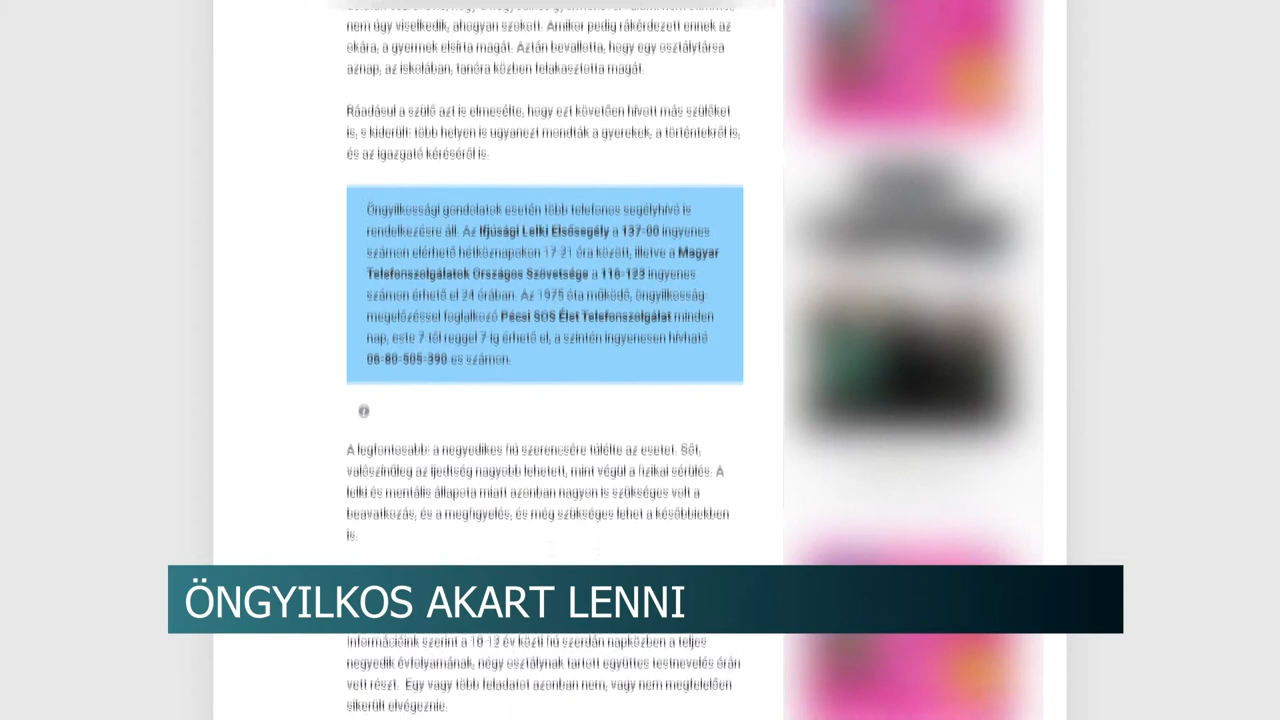 nem úgy viselkedik, ahogyan szokott. Amikor pedig rákérdezett ennek az
okára, a gyermek elsírta magát. Aztán bevallotta, hogy egy osztálytársa
aznap, az iskolában, tanóra közben felakasztotta magát.
Ráadásul a szülő azt is elmesélte, hogy ezt követően hívott más szülőket
is, s kiderült: több helyen is ugyanezt mondták a gyerekek, a történtekről is,
és az igazgató kéréséről is.
Öngyilkossági gondolatok esetén több telefonos segélyhívó is
rendelkezésre áll. Az Ifjúsági Lelki Elsősegély a 137-00 ingyenes
számon elérhető hétköznapokon 17-21 óra között, illetve a Magyar
Telefonszolgálatok Országos Szövetsége a 116-123 ingyenes
számon érhető el 24 órában. Az 1975 óta működő, öngyilkosság-
megelőzéssel foglalkozó Pécsi SOS Élet Telefonszolgálat minden
nap, este 7-től reggel 7-ig érhető el, a szintén ingyenesen hívható
06-80-505-390-es számon.
i
A legfontosabb: a negyedikes fiú szerencsére túlélte az esetet. Sőt,
valószínűleg az ijedtség nagyobb lehetett, mint végül a fizikai sérülés. A
lelki és mentális állapota miatt azonban nagyon is szükséges volt a
beavatkozás, és a megfigyelés, és még szükséges lehet a későbbiekben
is.
ÖNGYILKOS AKART LENNI
Információink szerint a 10-12 év közti fiú szerdán napközben a teljes
negyedik évfolyamának, négy osztálynak tartott együttes testnevelés órán
vett részt. Egy vagy több feladatot azonban nem, vagy nem megfelelően
sikerült elvégeznie.